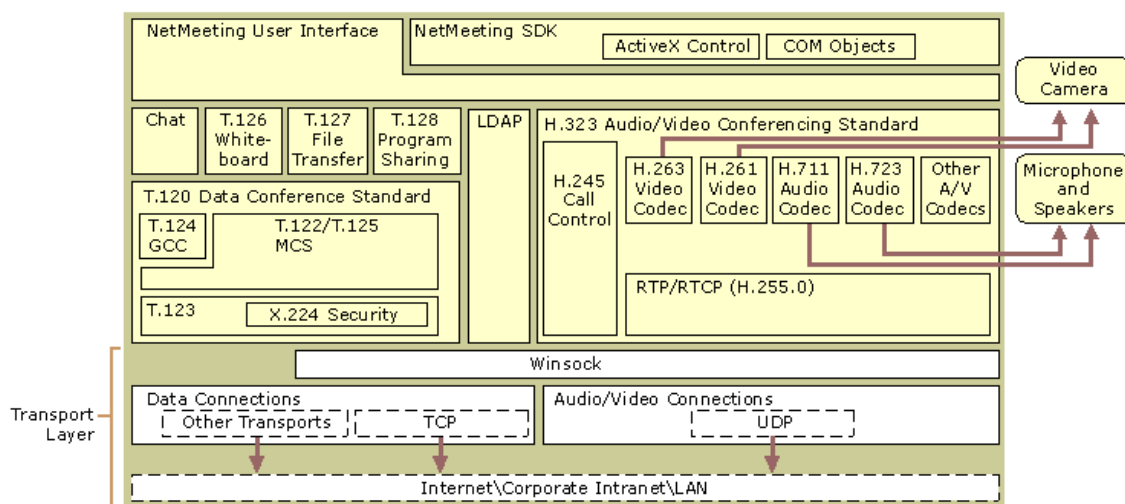 NetMeeting User Interface
NetMeeting SDK
ActiveX Control
COM Objects
Video
Camera
Chat
T.126
White-
board
T.127
File
Transfer
T.128
Program
Sharing
LDAP
H.323 Audio/Video Conferencing Standard
H.245
Call
Control
H.263
Video
Codec
H.261
Video
Codec
H.711
Audio
Codec
H.723
Audio
Codec
Other
A/V
Codecs
Microphone
and
Speakers
T.120 Data Conference Standard
T.124
GCC
T.122/T.125
MCS
RTP/RTCP (H.255.0)
T.123
X.224 Security
Winsock
Transport
Layer
Data Connections
Other Transports
TCP
Audio/Video Connections
UDP
Internet\Corporate Intranet\LAN